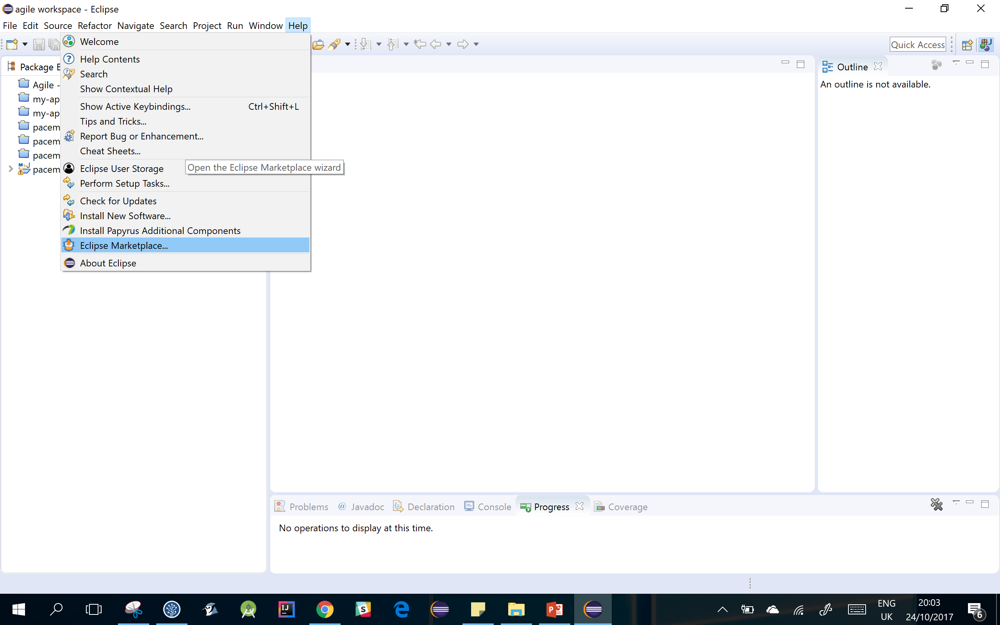 agile workspace - Eclipse
File Edit Source Refactor Navigate Search Project Run Window Help
Quick Access
Welcome
Help Contents
Search
Show Contextual Help
Show Active Keybindings... Ctrl+Shift+L
Tips and Tricks...
Report Bug or Enhancement...
Cheat Sheets...
Eclipse User Storage
Open the Eclipse Marketplace wizard
Perform Setup Tasks...
Check for Updates
Install New Software...
Install Papyrus Additional Components
Eclipse Marketplace...
About Eclipse
Package E
Agile -
my-ap
my-ap
pacem
pacem
pacem
pacem
Outline
An outline is not available.
Problems @ Javadoc Declaration Console Progress Coverage
No operations to display at this time.
ENG
UK
20:03
24/10/2017
6